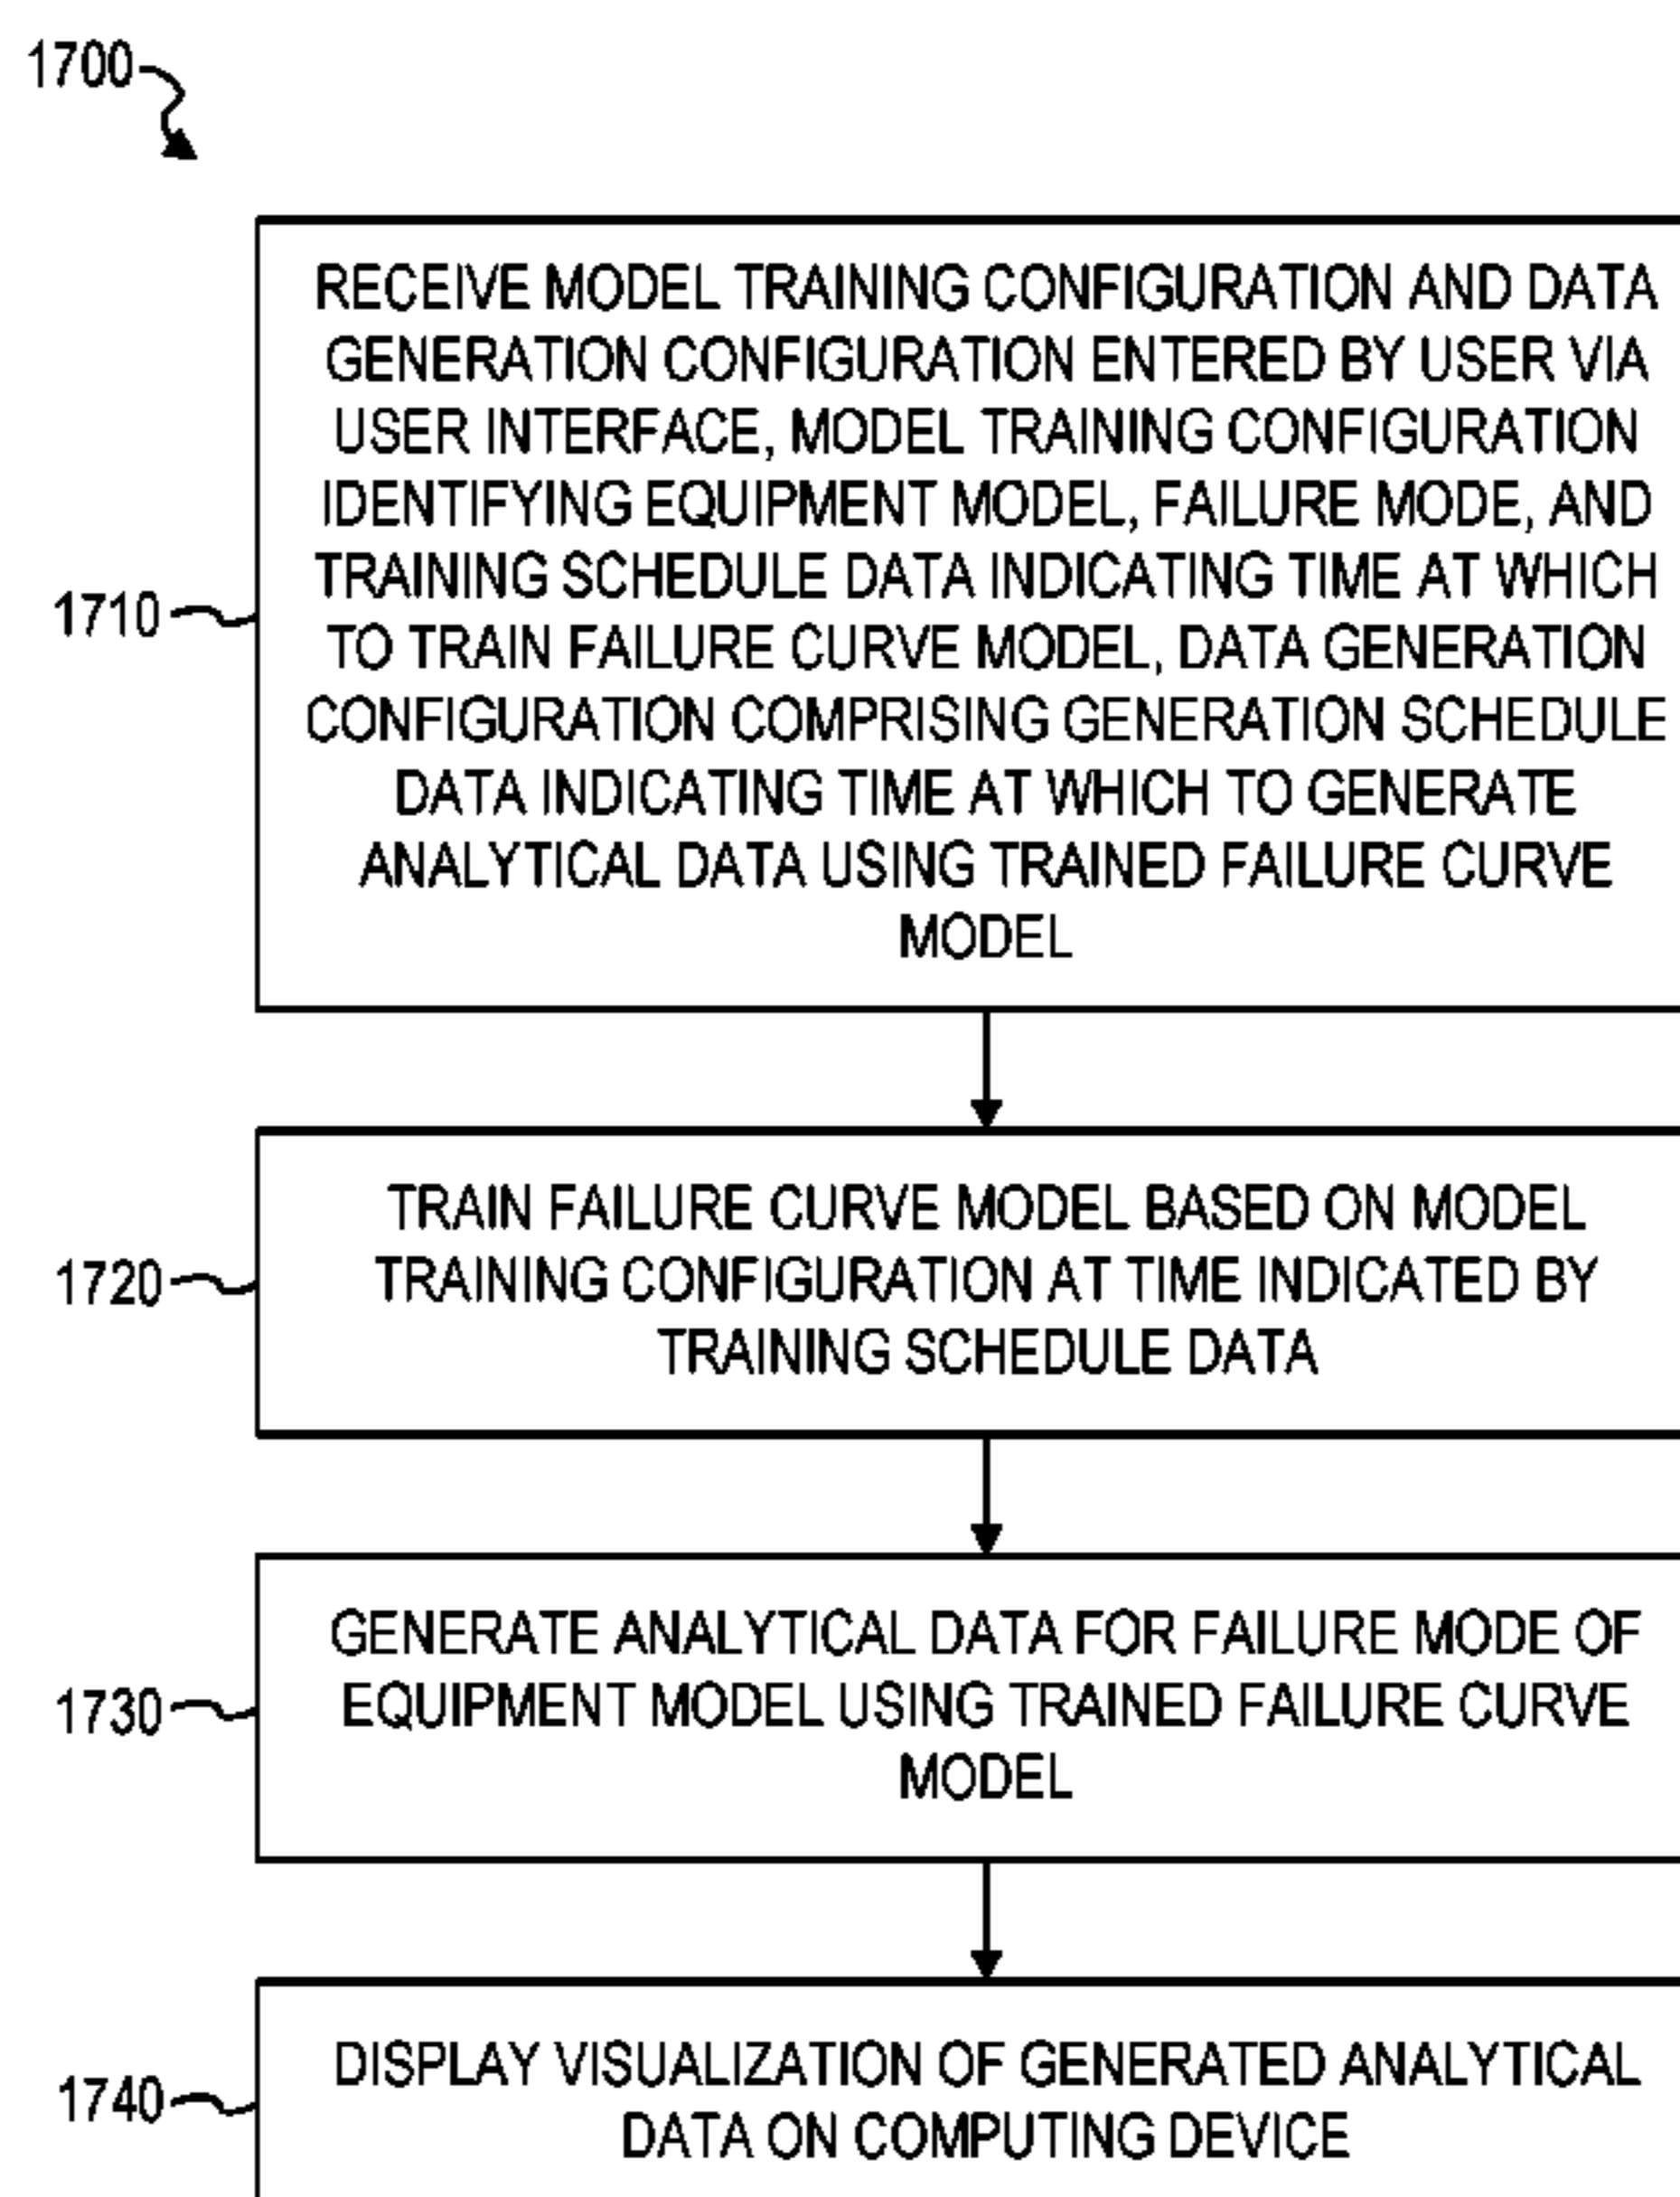 1700
RECEIVE MODEL TRAINING CONFIGURATION AND DATA
GENERATION CONFIGURATION ENTERED BY USER VIA
USER INTERFACE, MODEL TRAINING CONFIGURATION
IDENTIFYING EQUIPMENT MODEL, FAILURE MODE, AND
TRAINING SCHEDULE DATA INDICATING TIME AT WHICH
TO TRAIN FAILURE CURVE MODEL, DATA GENERATION
CONFIGURATION COMPRISING GENERATION SCHEDULE
DATA INDICATING TIME AT WHICH TO GENERATE
ANALYTICAL DATA USING TRAINED FAILURE CURVE
MODEL
1710
TRAIN FAILURE CURVE MODEL BASED ON MODEL
TRAINING CONFIGURATION AT TIME INDICATED BY
TRAINING SCHEDULE DATA
1720
GENERATE ANALYTICAL DATA FOR FAILURE MODE OF
EQUIPMENT MODEL USING TRAINED FAILURE CURVE
MODEL
1730
DISPLAY VISUALIZATION OF GENERATED ANALYTICAL
DATA ON COMPUTING DEVICE
1740